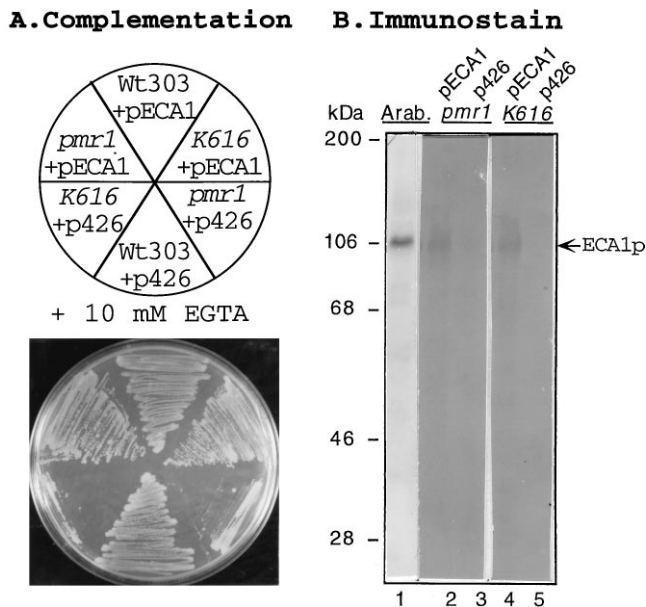 A.Complementation
Wt303
+pECA1
pmr1
+pECA1
K616
+pECA1
K616
+p426
pmr1
+p426
Wt303
+p426
+ 10 mM EGTA
B.Immunostain
pECA1
p426
pECA1
p426
kDa Arab. pmr1 K616
200 –
106 – ECA1p
68 –
46 –
28 –
1 2 3 4 5